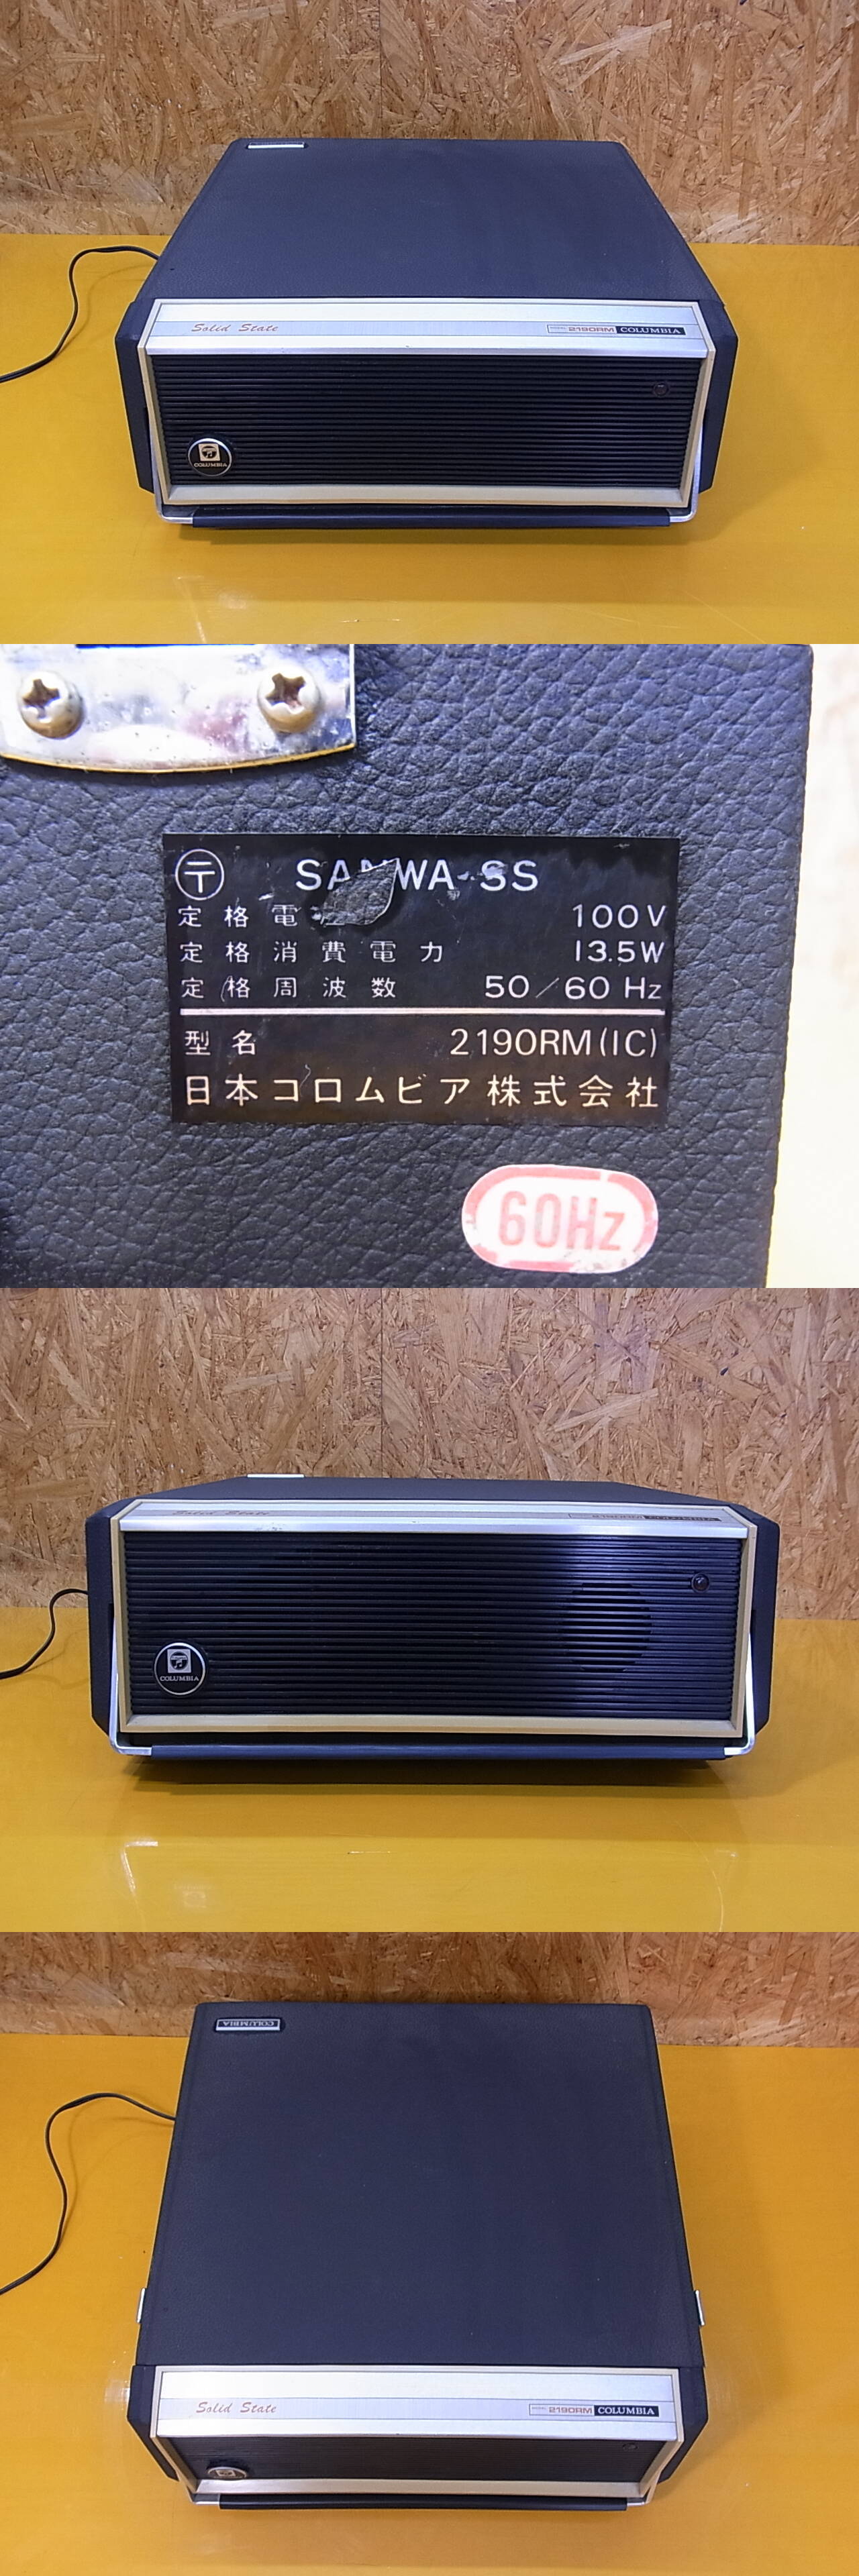 Solid State
2190RM COLUMBIA
COLUMBIA
〒 SANWA-SS
定格電 100V
定格消費電力 13.5W
定格周波数 50/60 Hz
型名 2190RM(IC)
日本コロムビア株式会社
60Hz
Solid State
2190RM COLUMBIA
COLUMBIA
COLUMBIA
Solid State
2190RM COLUMBIA